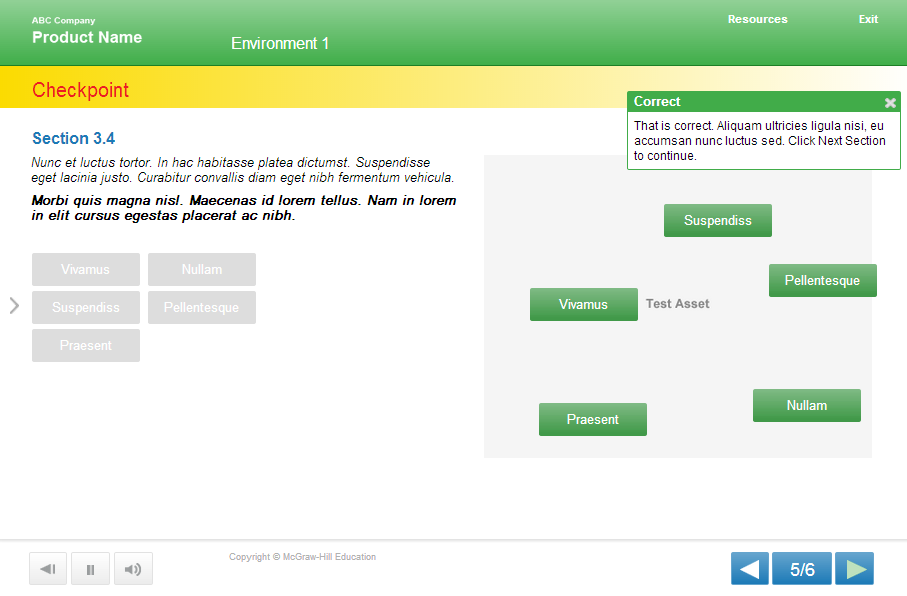 ABC Company
Product Name
Environment 1
Resources
Exit
Checkpoint
Correct
That is correct. Aliquam ultricies ligula nisi, eu
accumsan nunc luctus sed. Click Next Section
to continue.
Section 3.4
Nunc et luctus tortor. In hac habitasse platea dictumst. Suspendisse
eget lacinia justo. Curabitur convallis diam eget nibh fermentum vehicula.
Morbi quis magna nisl. Maecenas id lorem tellus. Nam in lorem
in elit cursus egestas placerat ac nibh.
Vivamus
Nullam
Suspendiss
Pellentesque
Praesent
Suspendiss
Pellentesque
Vivamus
Test Asset
Nullam
Praesent
Copyright © McGraw-Hill Education
5/6